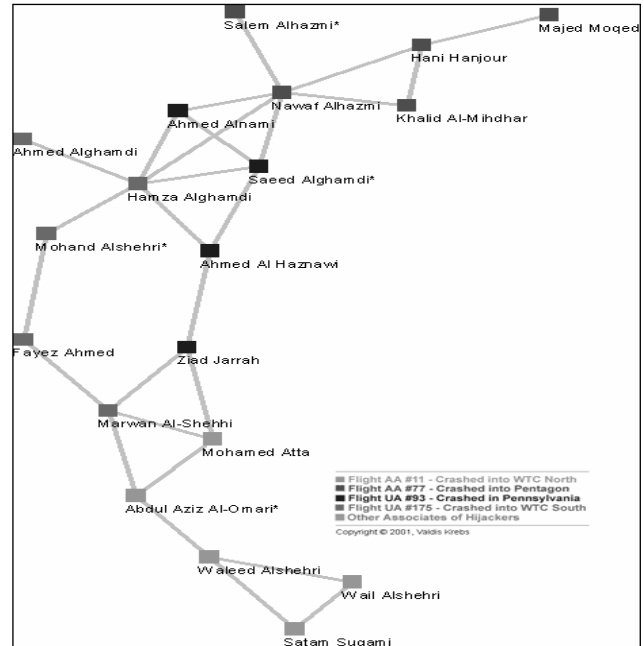 Salem Alhazmi*
Majed Moqed
Hani Hanjour
Nawaf Alhazmi
Khalid Al-Mihdhar
Ahmed Alnami
Ahmed Alghamdi
Saeed Alghamdi*
Hamza Alghamdi
Mohand Alshehri*
Ahmed Al Haznawi
Fayez Ahmed
Ziad Jarrah
Marwan Al-Shehhi
Mohamed Atta
Flight AA #11 - Crashed into WTC North
Flight AA #77 - Crashed into Pentagon
Flight UA #93 - Crashed in Pennsylvania
Flight UA #175 - Crashed into WTC South
Other Associates of Hijackers
Copyright © 2001, Valdis Krebs
Abdul Aziz Al-Omari*
Waleed Alshehri
Wail Alshehri
Satam Suqami